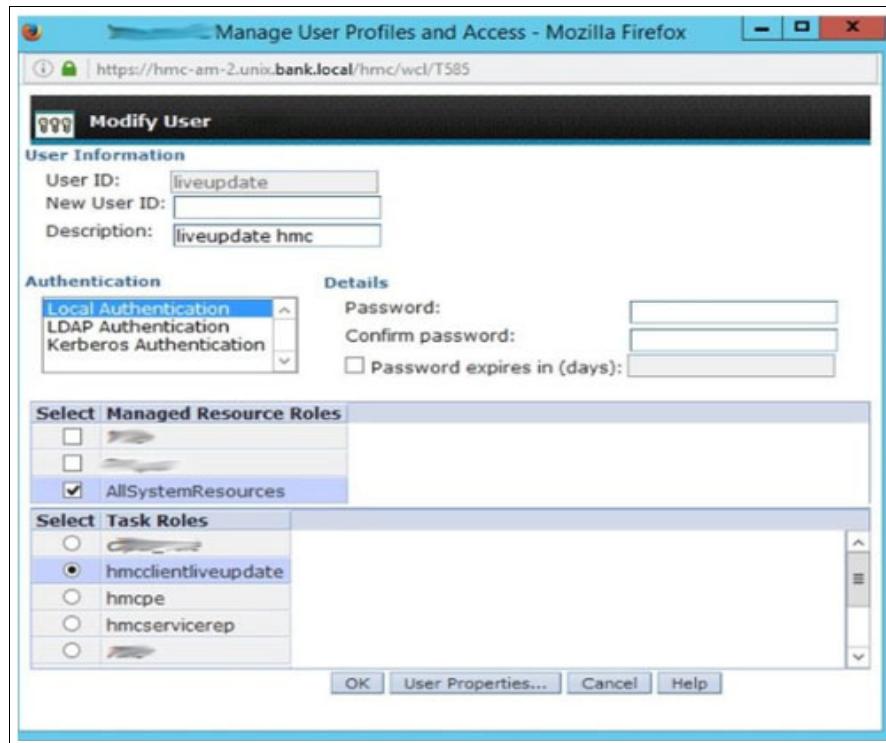 Manage User Profiles and Access - Mozilla Firefox
https://hmc-am-2.unix.bank.local/hmc/wcl/T585
Modify User
User Information
User ID: liveupdate
New User ID:
Description: liveupdate hmc
Authentication
Local Authentication
LDAP Authentication
Kerberos Authentication
Details
Password:
Confirm password:
Password expires in (days):
Select Managed Resource Roles
AllSystemResources
Select Task Roles
hmcclientliveupdate
hmcpe
hmcservicerep
OK User Properties... Cancel Help